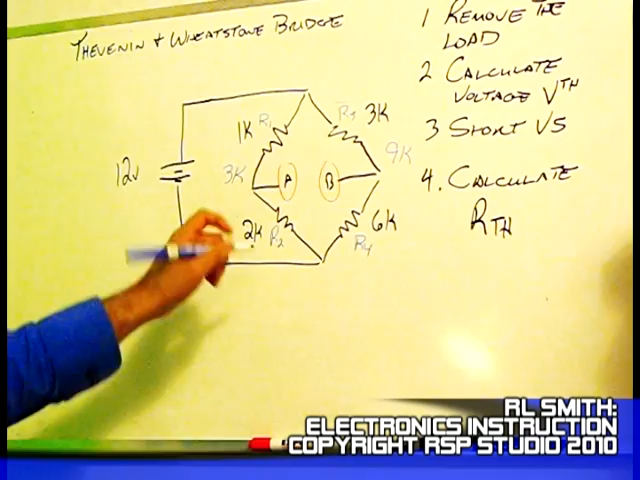 THEVENIN + WHEATSTONE BRIDGE
1 REMOVE THE
LOAD
2 CALCULATE
VOLTAGE VTH
3 SHORT VS
4. CALCULATE
RTH
12v
1K R1
R3 3K
3K
9K
A
B
2K R2
R4 6K
RL SMITH:
ELECTRONICS INSTRUCTION
COPYRIGHT RSP STUDIO 2010